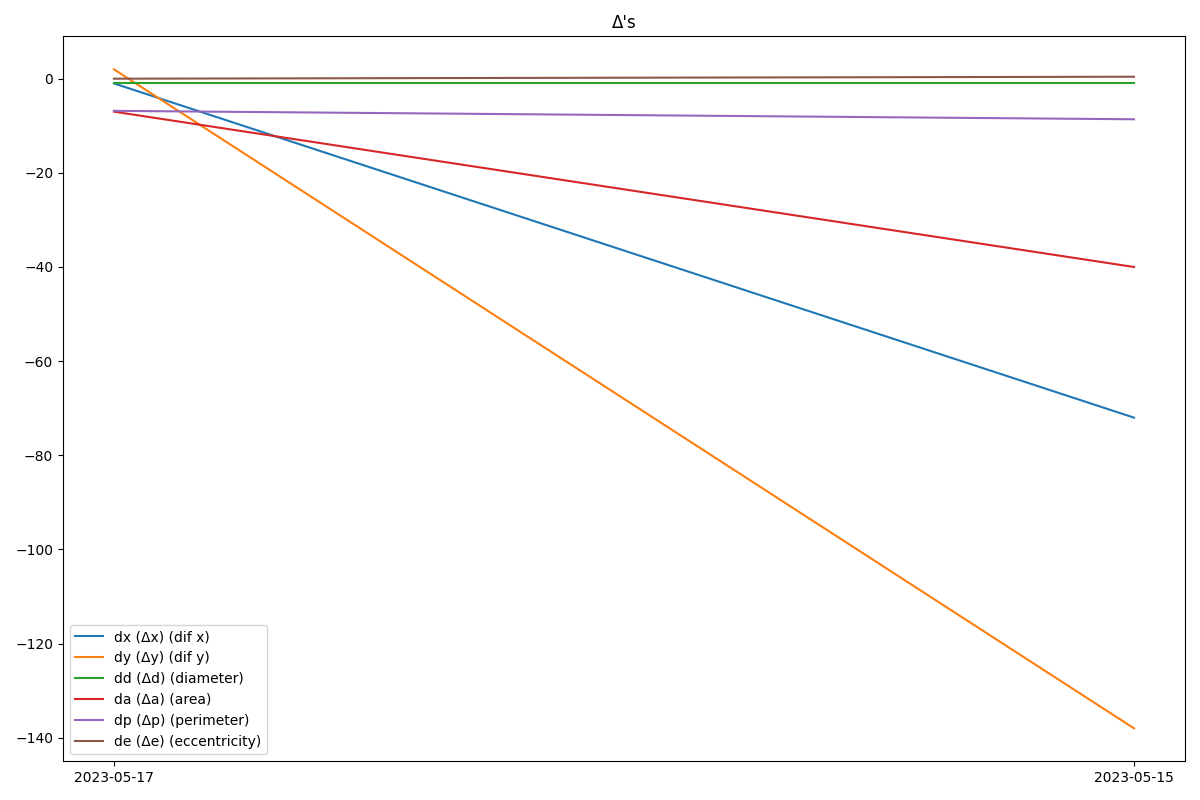 Δ's
0
−20
−40
−60
−80
−100
−120
−140
dx (Δx) (dif x)
dy (Δy) (dif y)
dd (Δd) (diameter)
da (Δa) (area)
dp (Δp) (perimeter)
de (Δe) (eccentricity)
2023-05-17
2023-05-15